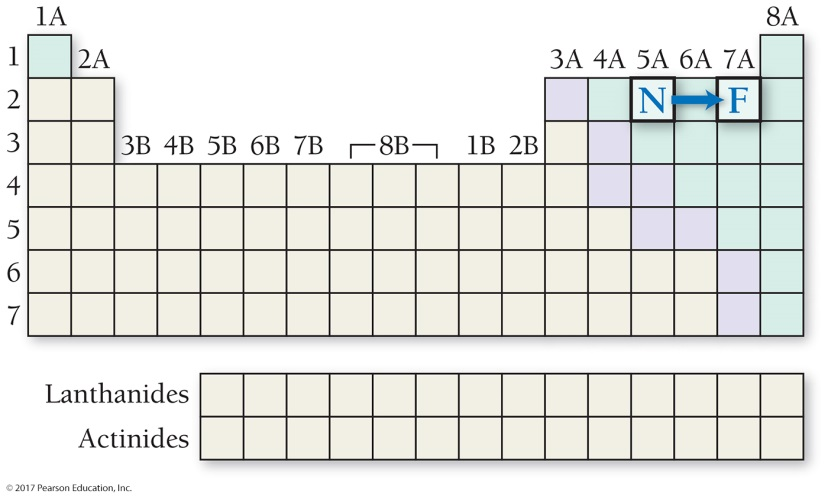 1A 8A
1 2A 3A 4A 5A 6A 7A
2 N F
3 3B 4B 5B 6B 7B 8B 1B 2B
4
5
6
7
Lanthanides
Actinides
© 2017 Pearson Education, Inc.